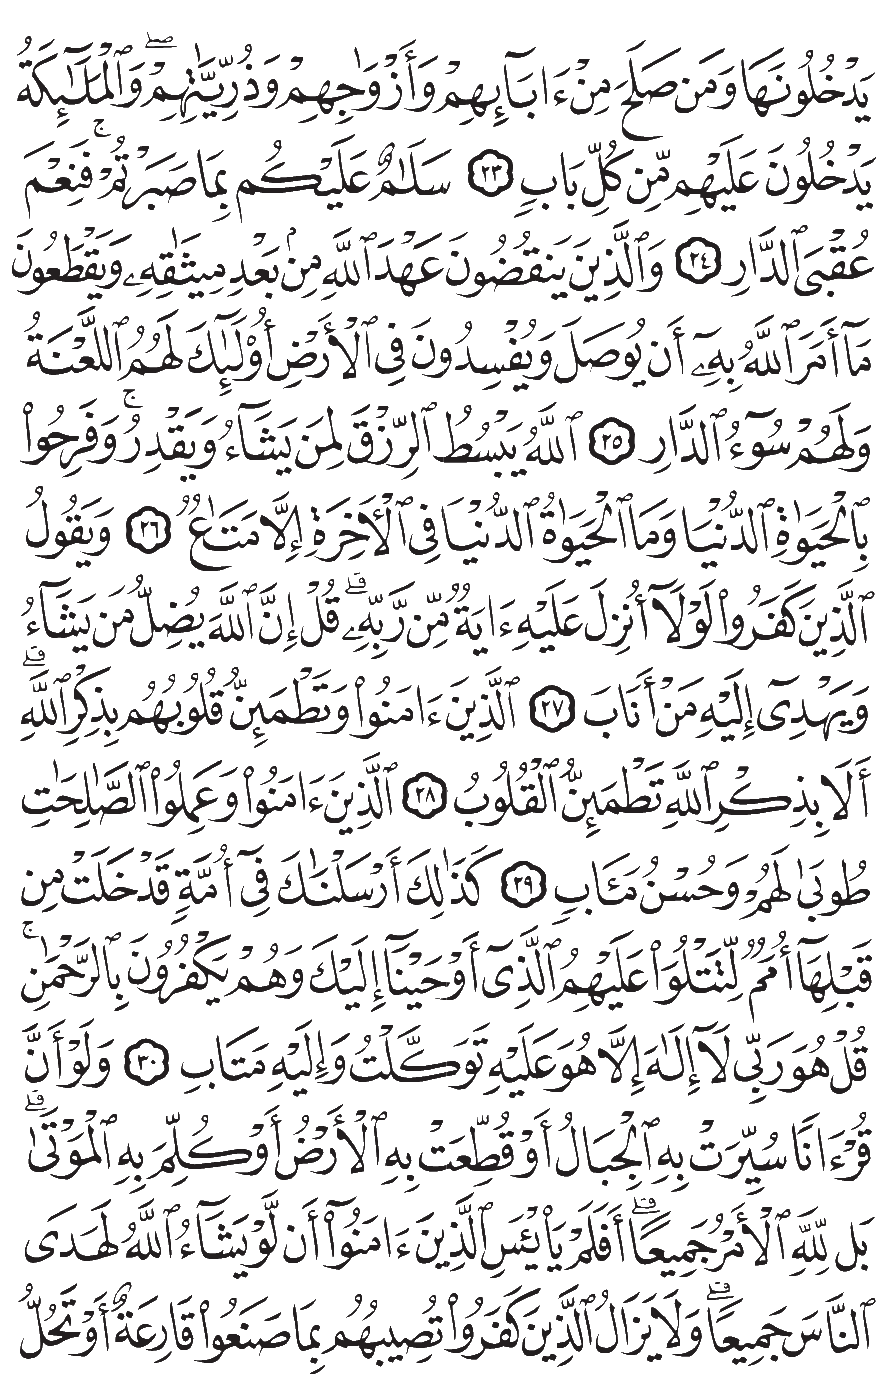 يَدْخُلُونَهَا وَمَن صَلَحَ مِنْ ءَابَآئِهِمْ وَأَزْوَٰجِهِمْ وَذُرِّيَّـٰتِهِمْ ۖ وَٱلْمَلَـٰٓئِكَةُ
يَدْخُلُونَ عَلَيْهِم مِّن كُلِّ بَابٍ ٢٣ سَلَـٰمٌ عَلَيْكُم بِمَا صَبَرْتُمْ ۚ فَنِعْمَ
عُقْبَى ٱلدَّارِ ٢٤ وَٱلَّذِينَ يَنقُضُونَ عَهْدَ ٱللَّهِ مِنۢ بَعْدِ مِيثَـٰقِهِۦ وَيَقْطَعُونَ
مَآ أَمَرَ ٱللَّهُ بِهِۦٓ أَن يُوصَلَ وَيُفْسِدُونَ فِى ٱلْأَرْضِ أُو۟لَـٰٓئِكَ لَهُمُ ٱللَّعْنَةُ
وَلَهُمْ سُوٓءُ ٱلدَّارِ ٢٥ ٱللَّهُ يَبْسُطُ ٱلرِّزْقَ لِمَن يَشَآءُ وَيَقْدِرُ ۚ وَفَرِحُوا۟
بِٱلْحَيَوٰةِ ٱلدُّنْيَا وَمَا ٱلْحَيَوٰةُ ٱلدُّنْيَا فِى ٱلْأَخِرَةِ إِلَّا مَتَـٰعٌ ٢٦ وَيَقُولُ
ٱلَّذِينَ كَفَرُوا۟ لَوْلَآ أُنزِلَ عَلَيْهِ ءَايَةٌ مِّن رَّبِّهِۦ ۗ قُلْ إِنَّ ٱللَّهَ يُضِلُّ مَن يَشَآءُ
وَيَهْدِىٓ إِلَيْهِ مَنْ أَنَابَ ٢٧ ٱلَّذِينَ ءَامَنُوا۟ وَتَطْمَئِنُّ قُلُوبُهُم بِذِكْرِ ٱللَّهِ ۗ
أَلَا بِذِكْرِ ٱللَّهِ تَطْمَئِنُّ ٱلْقُلُوبُ ٢٨ ٱلَّذِينَ ءَامَنُوا۟ وَعَمِلُوا۟ ٱلصَّـٰلِحَـٰتِ
طُوبَىٰ لَهُمْ وَحُسْنُ مَـَٔابٍ ٢٩ كَذَٰلِكَ أَرْسَلْنَـٰكَ فِىٓ أُمَّةٍ قَدْ خَلَتْ مِن
قَبْلِهَآ أُمَمٌ لِّتَتْلُوَا۟ عَلَيْهِمُ ٱلَّذِىٓ أَوْحَيْنَآ إِلَيْكَ وَهُمْ يَكْفُرُونَ بِٱلرَّحْمَـٰنِ ۚ
قُلْ هُوَ رَبِّى لَآ إِلَـٰهَ إِلَّا هُوَ عَلَيْهِ تَوَكَّلْتُ وَإِلَيْهِ مَتَابِ ٣٠ وَلَوْ أَنَّ
قُرْءَانًا سُيِّرَتْ بِهِ ٱلْجِبَالُ أَوْ قُطِّعَتْ بِهِ ٱلْأَرْضُ أَوْ كُلِّمَ بِهِ ٱلْمَوْتَىٰ ۗ
بَل لِّلَّهِ ٱلْأَمْرُ جَمِيعًا ۗ أَفَلَمْ يَا۟يْـَٔسِ ٱلَّذِينَ ءَامَنُوٓا۟ أَن لَّوْ يَشَآءُ ٱللَّهُ لَهَدَى
ٱلنَّاسَ جَمِيعًا ۗ وَلَا يَزَالُ ٱلَّذِينَ كَفَرُوا۟ تُصِيبُهُم بِمَا صَنَعُوا۟ قَارِعَةٌ أَوْ تَحُلُّ